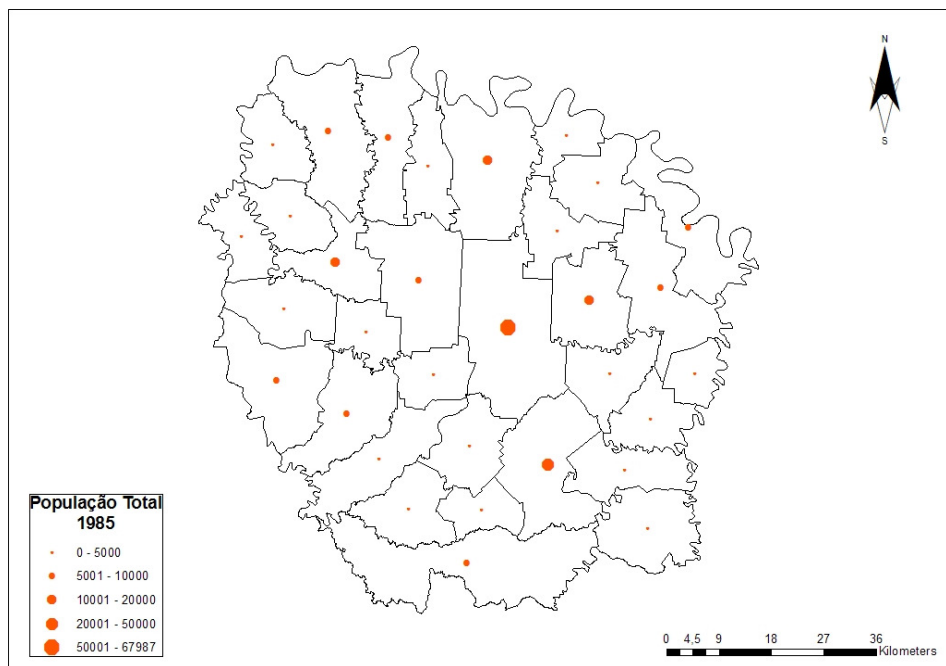 N
S
População Total
1985
0 - 5000
5001 - 10000
10001 - 20000
20001 - 50000
50001 - 67987
0 4,5 9 18 27 36
Kilometers